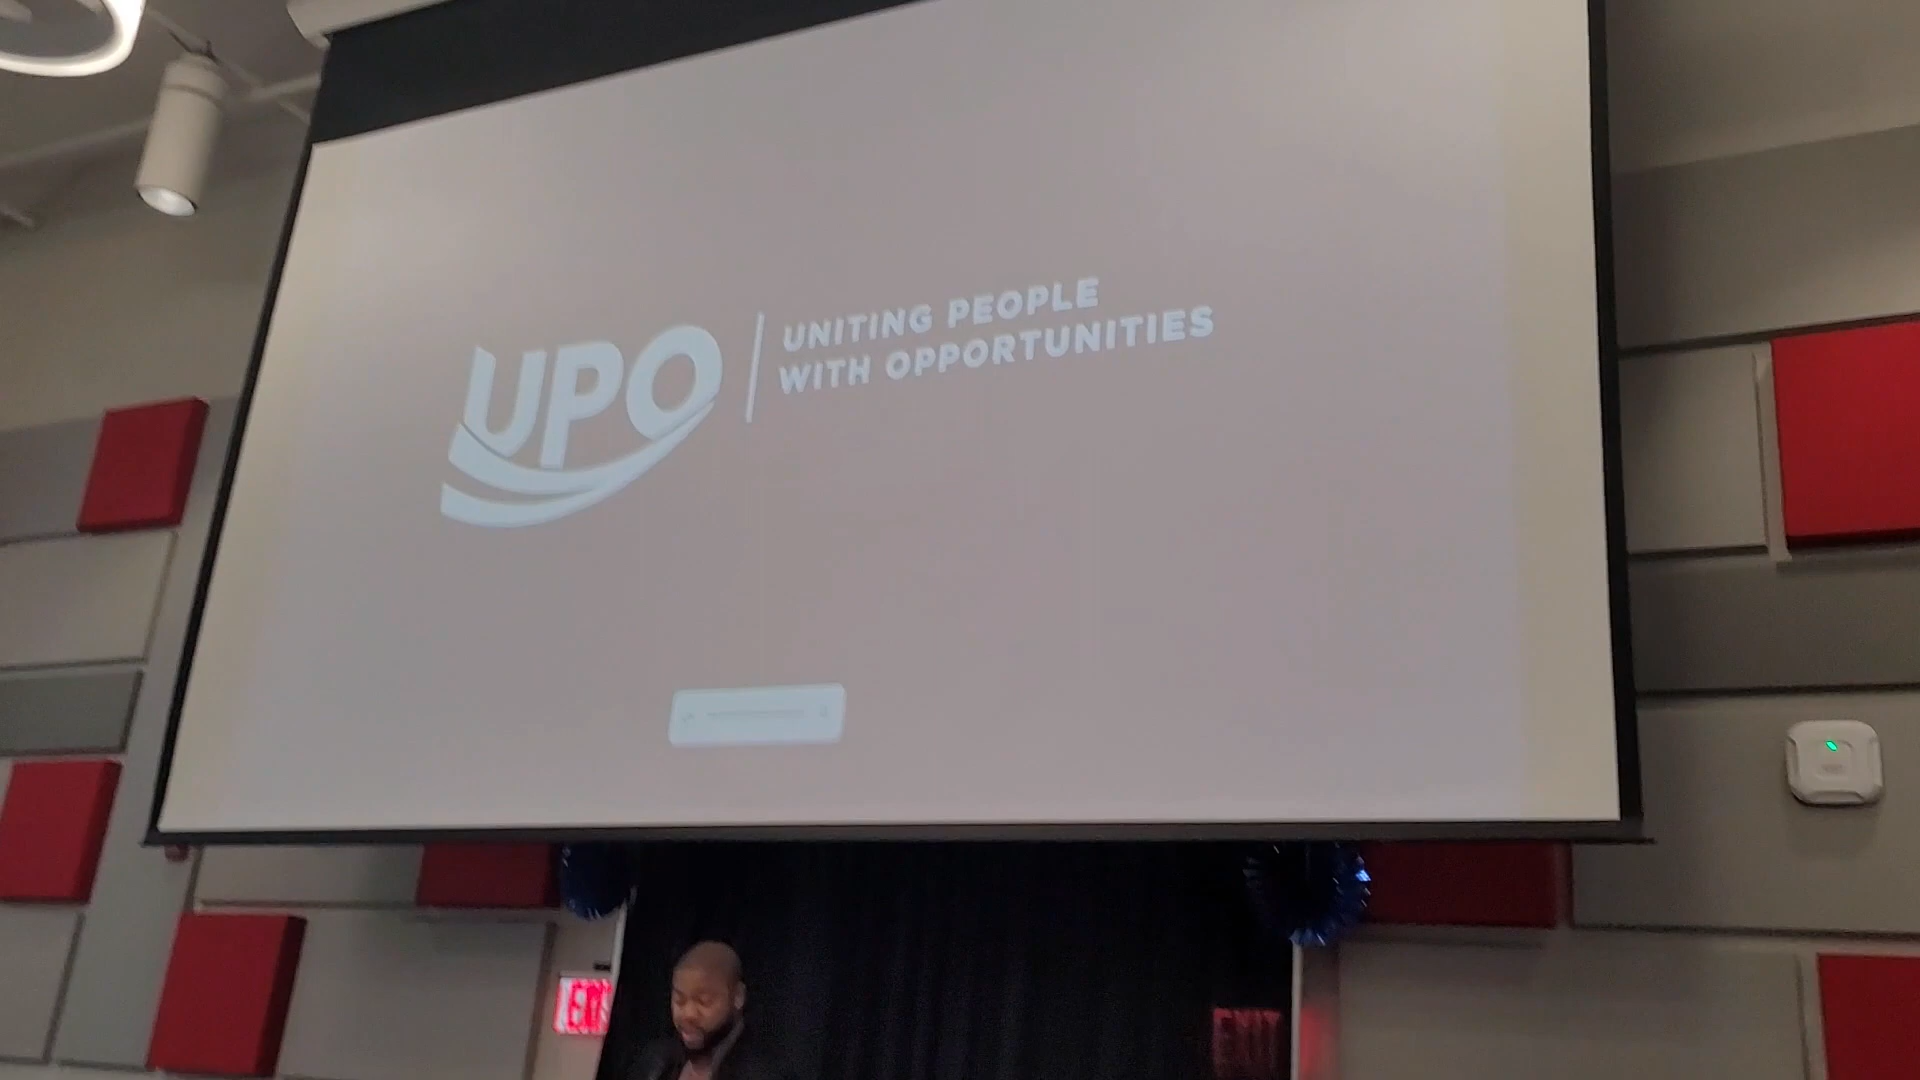 UPO
UNITING PEOPLE
WITH OPPORTUNITIES
EXIT
EXIT